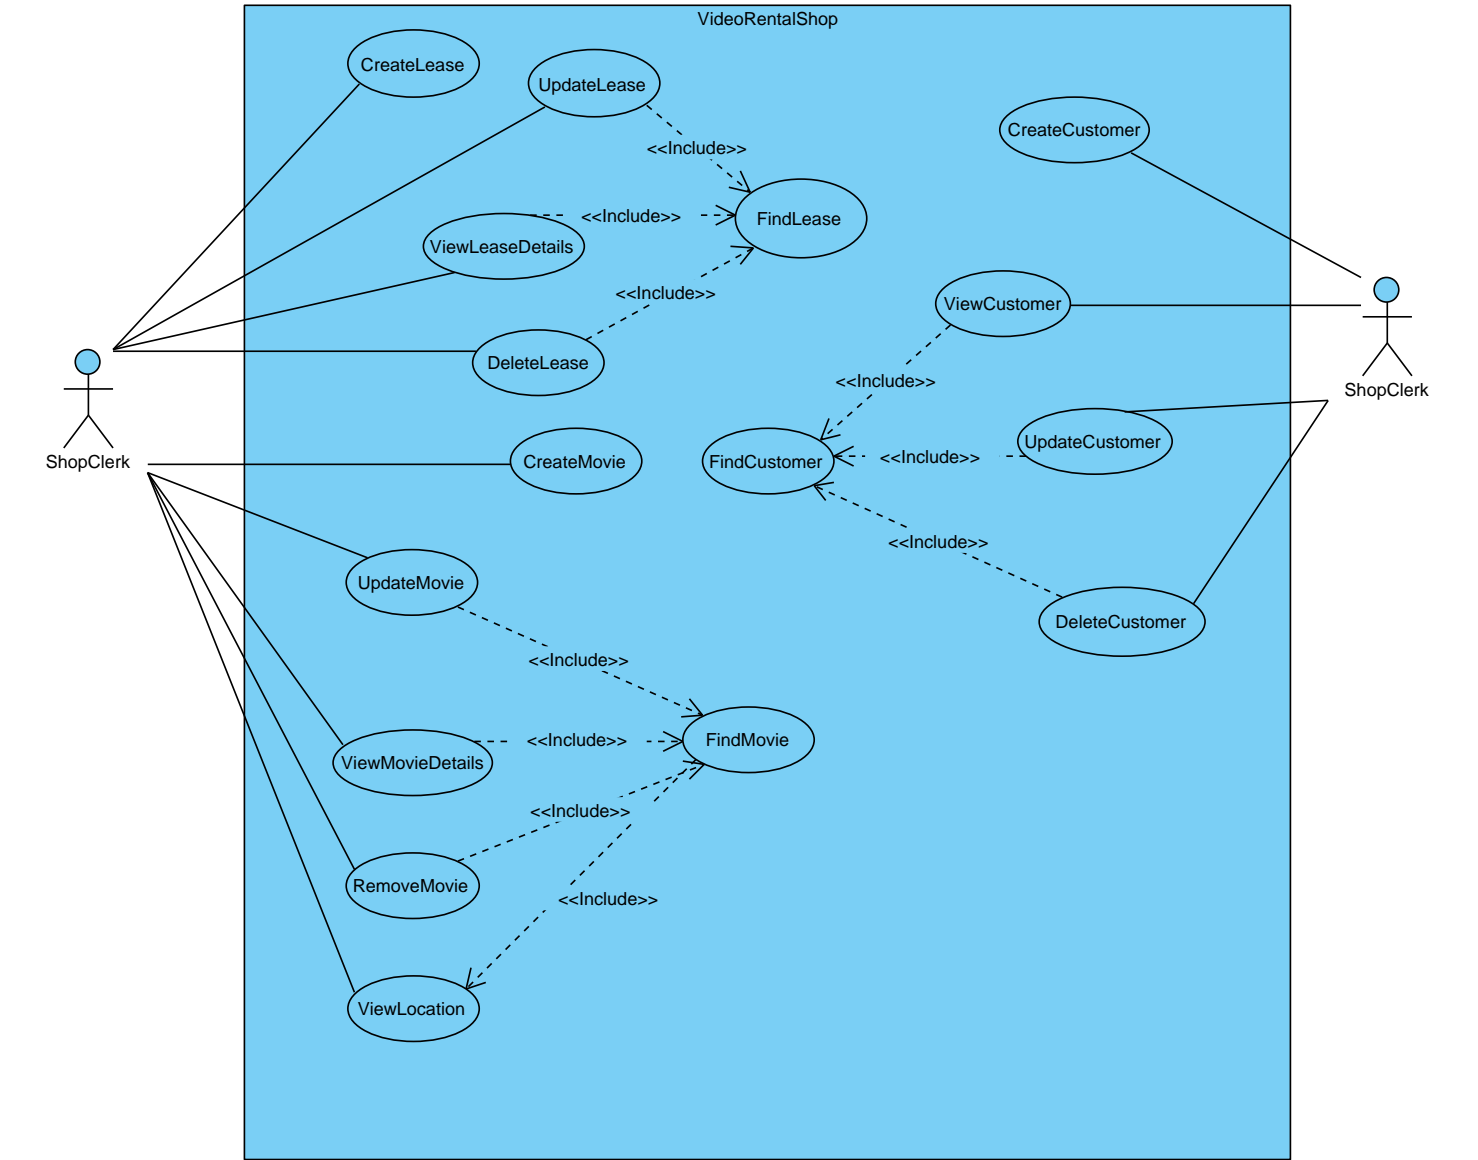 VideoRentalShop
CreateLease
UpdateLease
CreateCustomer
<<Include>>
<<Include>>
FindLease
ViewLeaseDetails
<<Include>>
ViewCustomer
DeleteLease
<<Include>>
ShopClerk
UpdateCustomer
ShopClerk
CreateMovie
FindCustomer
<<Include>>
<<Include>>
UpdateMovie
DeleteCustomer
<<Include>>
<<Include>>
FindMovie
ViewMovieDetails
<<Include>>
RemoveMovie
<<Include>>
ViewLocation